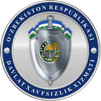 O'ZBEKISTON RESPUBLIKASI
DAVLAT XAVFSIZLIK XIZMATI